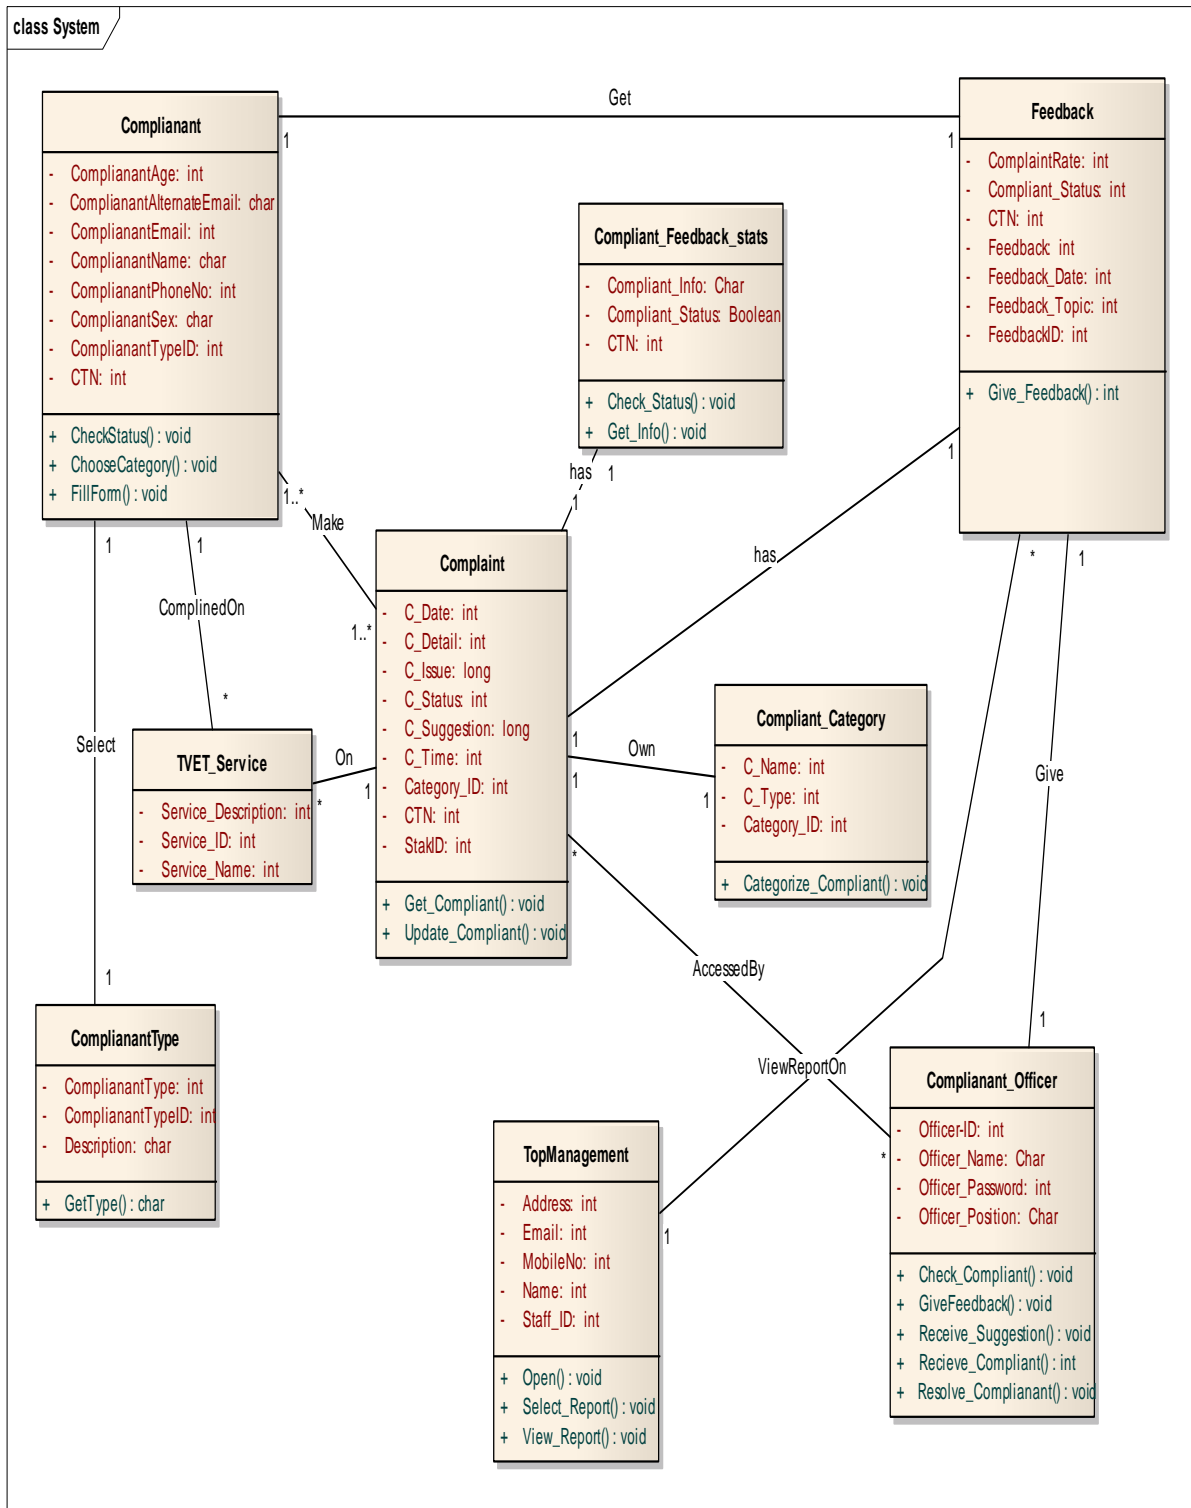 class System
Get
Complianant
1
- ComplianantAge: int
- ComplianantAlternateEmail: char
- ComplianantEmail: int
- ComplianantName: char
- ComplianantPhoneNo: int
- ComplianantSex: char
- ComplianantTypeID: int
- CTN: int
+ CheckStatus() : void
+ ChooseCategory() : void
+ FillForm() : void
Feedback
1
- ComplaintRate: int
- Compliant_Status: int
- CTN: int
- Feedback: int
- Feedback_Date: int
- Feedback_Topic: int
- FeedbackID: int
+ Give_Feedback() : int
1
* 1
Compliant_Feedback_stats
- Compliant_Info: Char
- Compliant_Status: Boolean
- CTN: int
+ Check_Status() : void
+ Get_Info() : void
has 1
1
1..*
Make
1..*
1 1
ComplinedOn
*
has
Complaint
- C_Date: int
- C_Detail: int
- C_Issue: long
- C_Status: int
- C_Suggestion: long
- C_Time: int
- Category_ID: int
- CTN: int
- StakID: int
+ Get_Compliant() : void
+ Update_Compliant() : void
1
1
*
Own
1
Compliant_Category
- C_Name: int
- C_Type: int
- Category_ID: int
+ Categorize_Compliant() : void
Select
TVET_Service
- Service_Description: int
- Service_ID: int
- Service_Name: int
On
* 1
Give
1
AccessedBy
ViewReportOn
1
ComplianantType
- ComplianantType: int
- ComplianantTypeID: int
- Description: char
+ GetType() : char
TopManagement
- Address: int
- Email: int
- MobileNo: int
- Name: int
- Staff_ID: int
+ Open() : void
+ Select_Report() : void
+ View_Report() : void
1
*
Complianant_Officer
- Officer-ID: int
- Officer_Name: Char
- Officer_Password: int
- Officer_Position: Char
+ Check_Compliant() : void
+ GiveFeedback() : void
+ Receive_Suggestion() : void
+ Recieve_Compliant() : int
+ Resolve_Complianant() : void